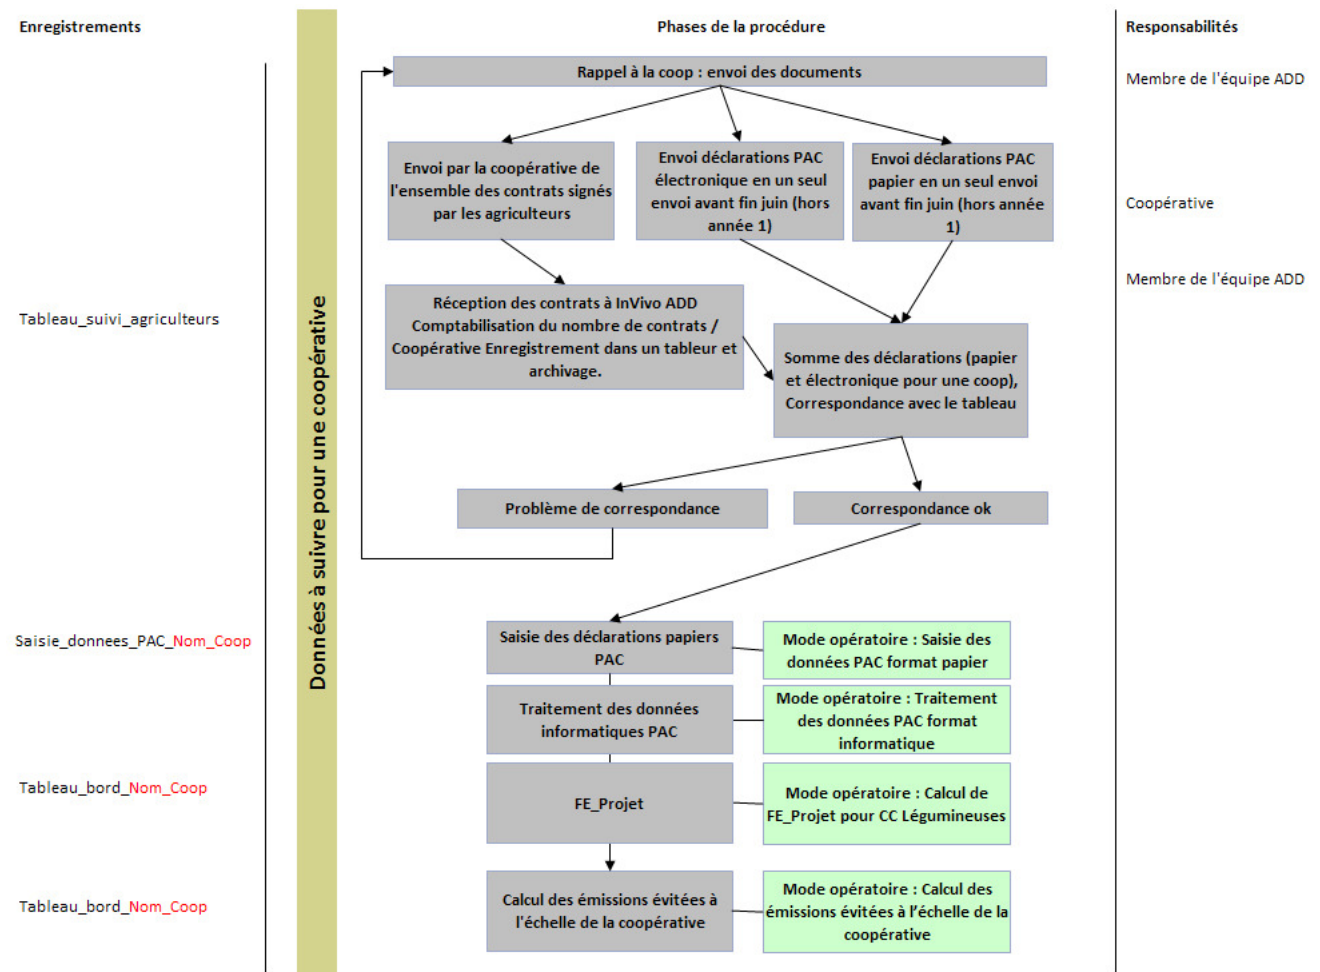 Enregistrements
Phases de la procédure
Responsabilités
Rappel à la coop : envoi des documents
Membre de l'équipe ADD
Envoi par la coopérative de
l'ensemble des contrats signés
par les agriculteurs
Envoi déclarations PAC
électronique en un seul
envoi avant fin juin (hors
année 1)
Envoi déclarations PAC
papier en un seul envoi
avant fin juin (hors année
1)
Coopérative
Membre de l'équipe ADD
Données à suivre pour une coopérative
Tableau_suivi_agriculteurs
Réception des contrats à InVivo ADD
Comptabilisation du nombre de contrats /
Coopérative Enregistrement dans un tableur et
archivage.
Somme des déclarations (papier
et électronique pour une coop),
Correspondance avec le tableau
Problème de correspondance
Correspondance ok
Saisie_donnees_PAC_Nom_Coop
Saisie des déclarations papiers
PAC
Mode opératoire : Saisie des
données PAC format papier
Traitement des données
informatiques PAC
Mode opératoire : Traitement
des données PAC format
informatique
Tableau_bord_Nom_Coop
FE_Projet
Mode opératoire : Calcul de
FE_Projet pour CC Légumineuses
Tableau_bord_Nom_Coop
Calcul des émissions évitées à
l'échelle de la coopérative
Mode opératoire : Calcul des
émissions évitées à l’échelle de la
coopérative